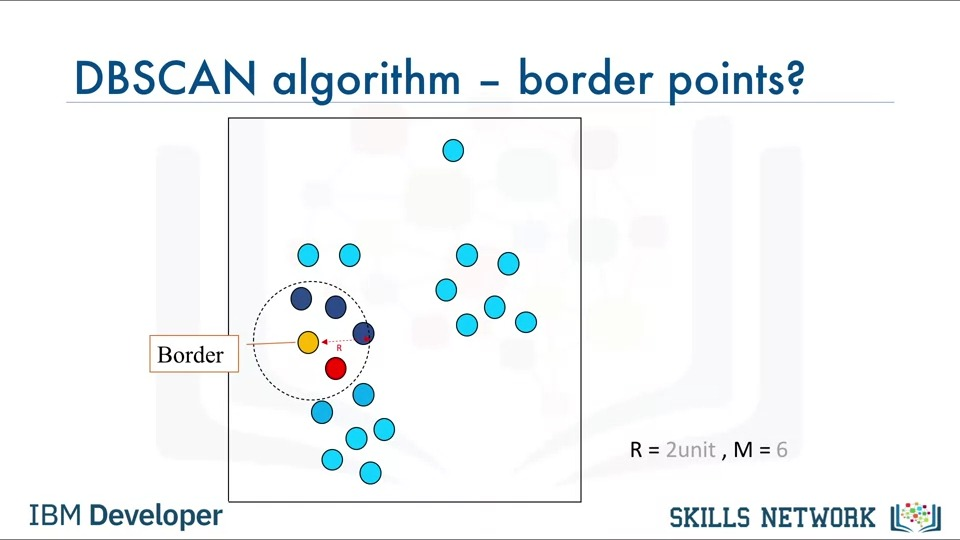 DBSCAN algorithm – border points?
R
Border
R = 2unit , M = 6
IBM Developer
SKILLS NETWORK